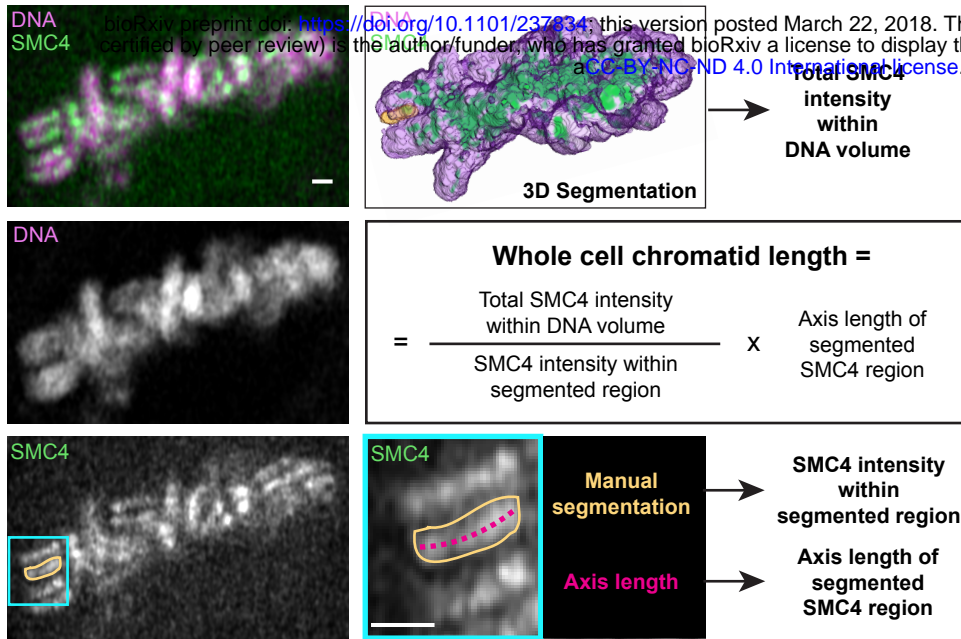 bioRxiv preprint doi: https://doi.org/10.1101/237834; this version posted March 22, 2018. Th
certified by peer review) is the author/funder, who has granted bioRxiv a license to display th
aCC-BY-NC-ND 4.0 International license.
DNA
SMC4
DNA
SMC4
3D Segmentation
Total SMC4
intensity
within
DNA volume
DNA
Whole cell chromatid length =
=
Total SMC4 intensity
within DNA volume
SMC4 intensity within
segmented region
x
Axis length of
segmented
SMC4 region
SMC4
SMC4
Manual
segmentation
Axis length
SMC4 intensity
within
segmented region
Axis length of
segmented
SMC4 region